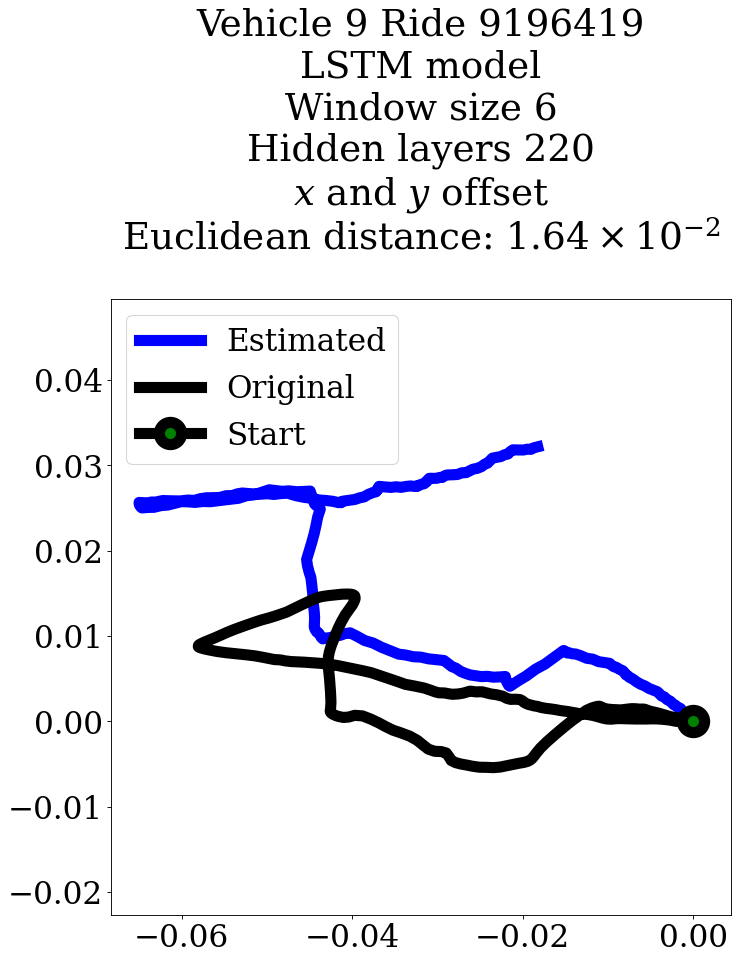 Vehicle 9 Ride 9196419
LSTM model
Window size 6
Hidden layers 220
x and y offset
Euclidean distance: 1.64 × 10⁻²
Estimated
Original
Start
0.04
0.03
0.02
0.01
0.00
−0.01
−0.02
−0.06 −0.04 −0.02 0.00